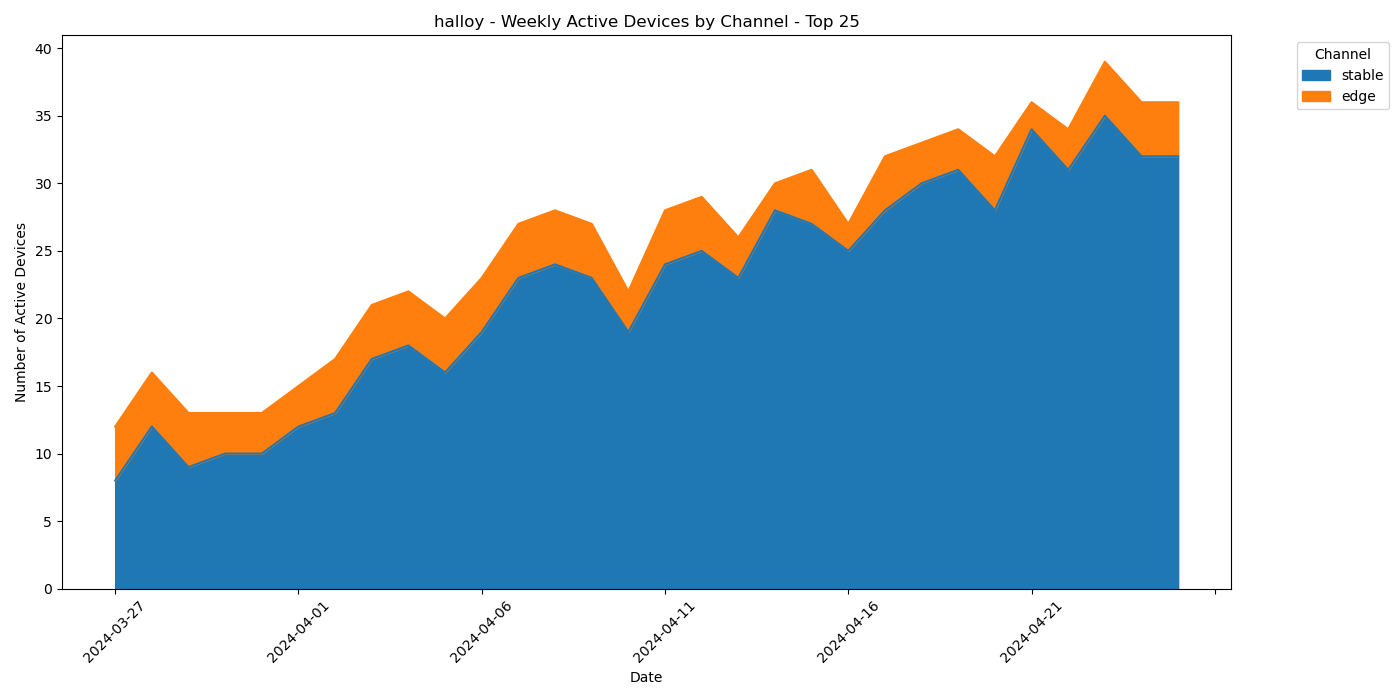 halloy - Weekly Active Devices by Channel - Top 25
Channel
stable
edge
Number of Active Devices
40
35
30
25
20
15
10
5
0
2024-03-27
2024-04-01
2024-04-06
2024-04-11
2024-04-16
2024-04-21
Date